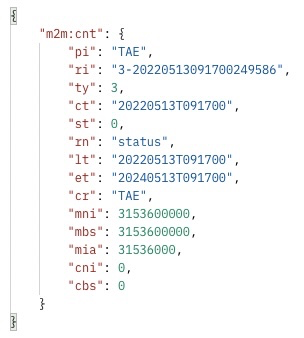 {
"m2m:cnt": {
"pi": "TAE",
"ri": "3-20220513091700249586",
"ty": 3,
"ct": "20220513T091700",
"st": 0,
"rn": "status",
"lt": "20220513T091700",
"et": "20240513T091700",
"cr": "TAE",
"mni": 3153600000,
"mbs": 3153600000,
"mia": 31536000,
"cni": 0,
"cbs": 0
}
}